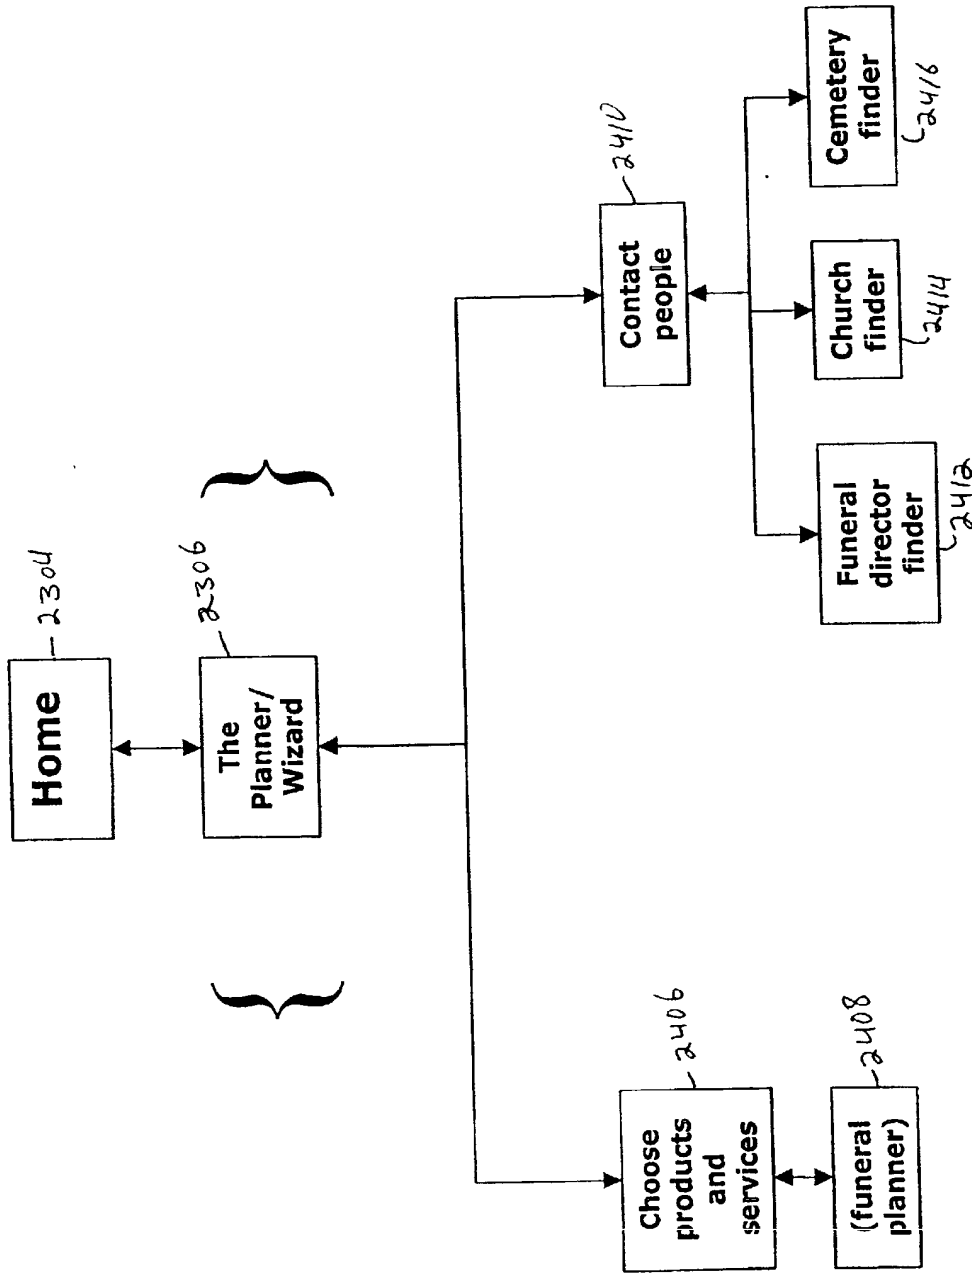 Home
2304
The
Planner/
Wizard
2306
{
}
Choose
products
and
services
2406
(funeral
planner)
2408
Contact
people
2410
Funeral
director
finder
2412
Church
finder
2414
Cemetery
finder
2416